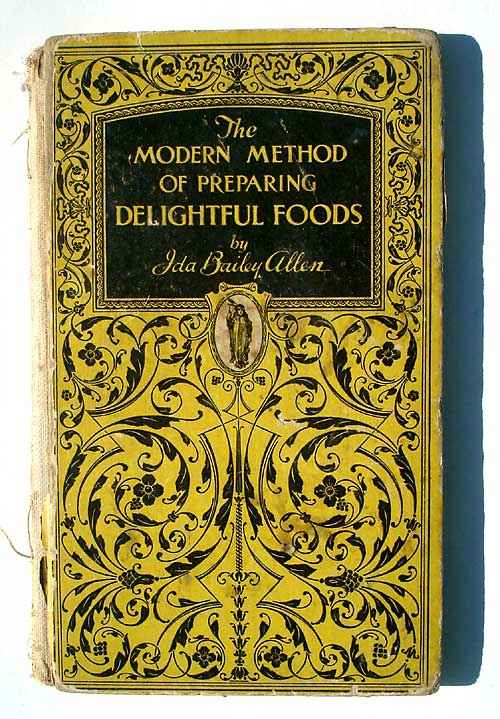 The
MODERN METHOD
OF PREPARING
DELIGHTFUL FOODS
by
Ida Bailey Allen